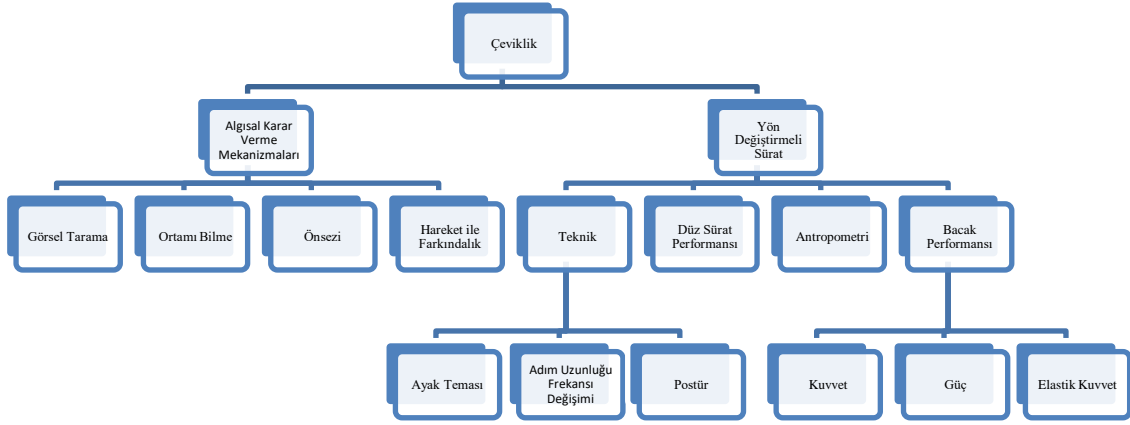 Çeviklik
Algısal Karar
Verme
Mekanizmaları
Yön
Değiştirmeli
Sürat
Görsel Tarama
Ortamı Bilme
Önsezi
Hareket ile
Farkındalık
Teknik
Düz Sürat
Performansı
Antropometri
Bacak
Performansı
Ayak Teması
Adım Uzunluğu
Frekansı
Değişimi
Postür
Kuvvet
Güç
Elastik Kuvvet